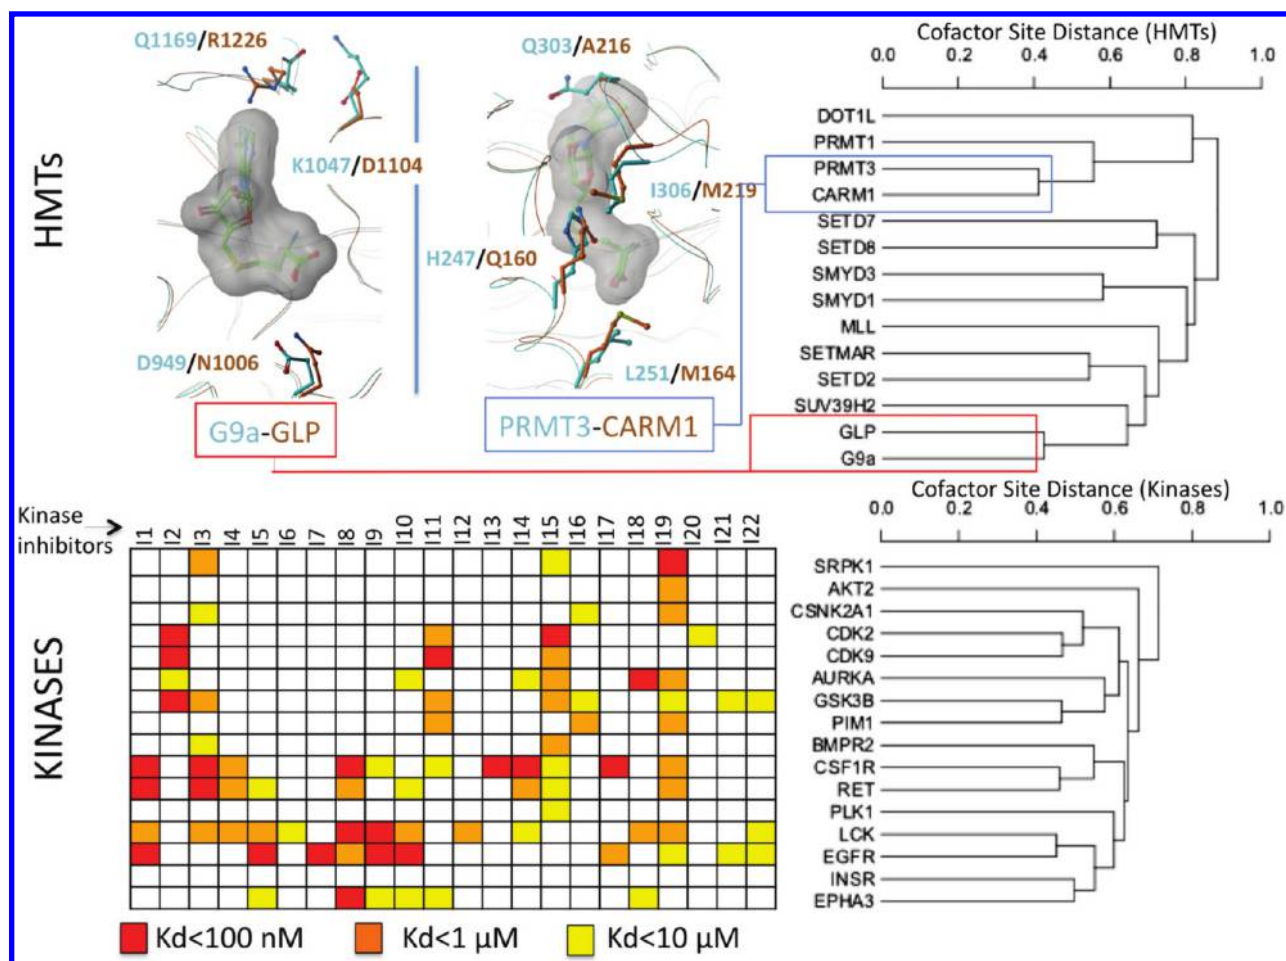 HMTs
Q1169/R1226
K1047/D1104
D949/N1006
G9a-GLP
Q303/A216
I306/M219
H247/Q160
L251/M164
PRMT3-CARM1
Cofactor Site Distance (HMTs)
0.0 0.2 0.4 0.6 0.8 1.0
DOT1L
PRMT1
PRMT3
CARM1
SETD7
SETD8
SMYD3
SMYD1
MLL
SETMAR
SETD2
SUV39H2
GLP
G9a
KINASES
Kinase
inhibitors
I1 I2 I3 I4 I5 I6 I7 I8 I9 I10 I11 I12 I13 I14 I15 I16 I17 I18 I19 I20 I21 I22
Kd<100 nM Kd<1 µM Kd<10 µM
Cofactor Site Distance (Kinases)
0.0 0.2 0.4 0.6 0.8 1.0
SRPK1
AKT2
CSNK2A1
CDK2
CDK9
AURKA
GSK3B
PIM1
BMPR2
CSF1R
RET
PLK1
LCK
EGFR
INSR
EPHA3